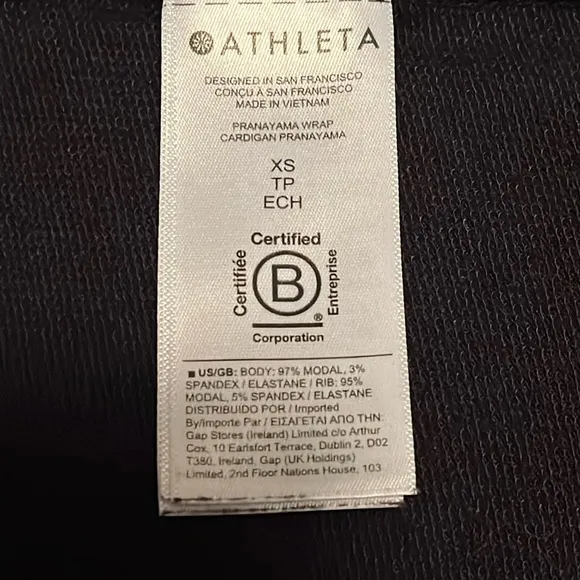 ATHLETA
DESIGNED IN SAN FRANCISCO
CONÇU À SAN FRANCISCO
MADE IN VIETNAM
PRANAYAMA WRAP
CARDIGAN PRANAYAMA
XS
TP
ECH
Certified
Certifiée
B
Entreprise
®
Corporation
■ US/GB: BODY: 97% MODAL, 3%
SPANDEX / ELASTANE / RIB: 95%
MODAL, 5% SPANDEX / ELASTANE
DISTRIBUIDO POR / Imported
By/Importe Par / ΕΙΣΑΓΕΤΑΙ ΑΠΟ ΤΗΝ:
Gap Stores (Ireland) Limited c/o Arthur
Cox, 10 Earlsfort Terrace, Dublin 2, D02
T380, Ireland, Gap (UK Holdings)
Limited, 2nd Floor Nations House, 103